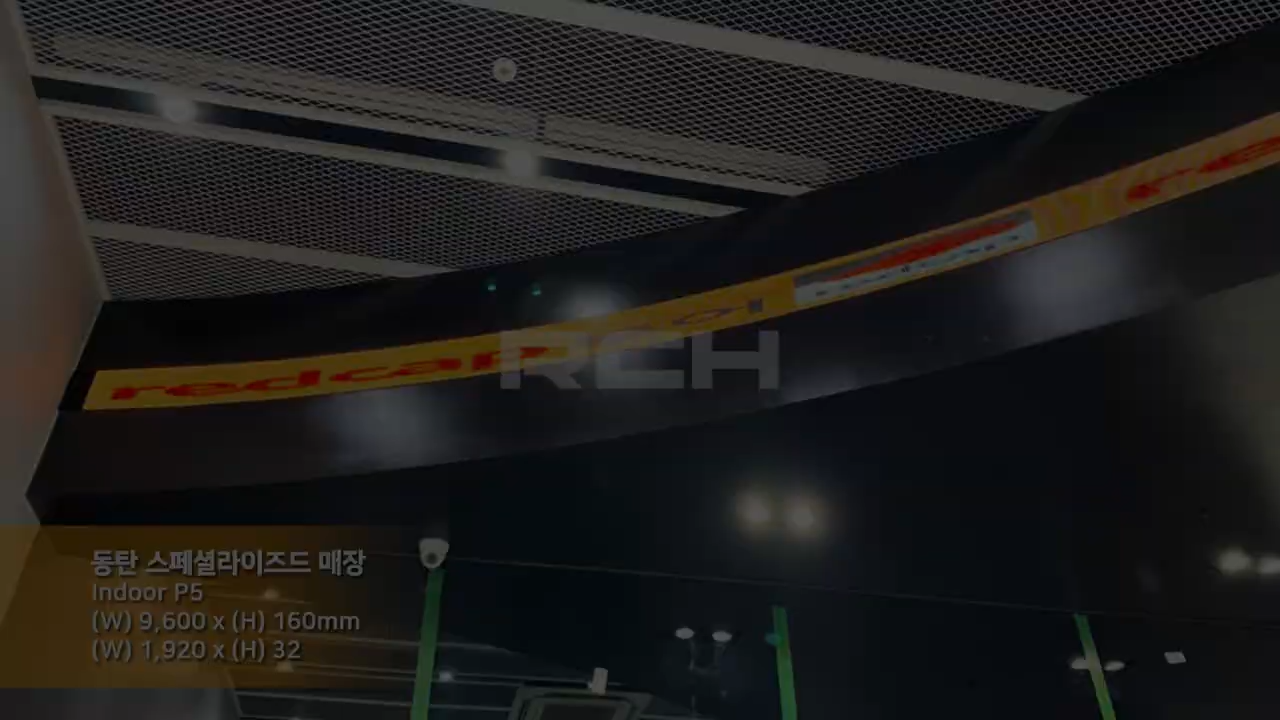 redcap
RCH
동탄 스페셜라이즈드 매장
Indoor P5
(W) 9,600 x (H) 160mm
(W) 1,920 x (H) 32